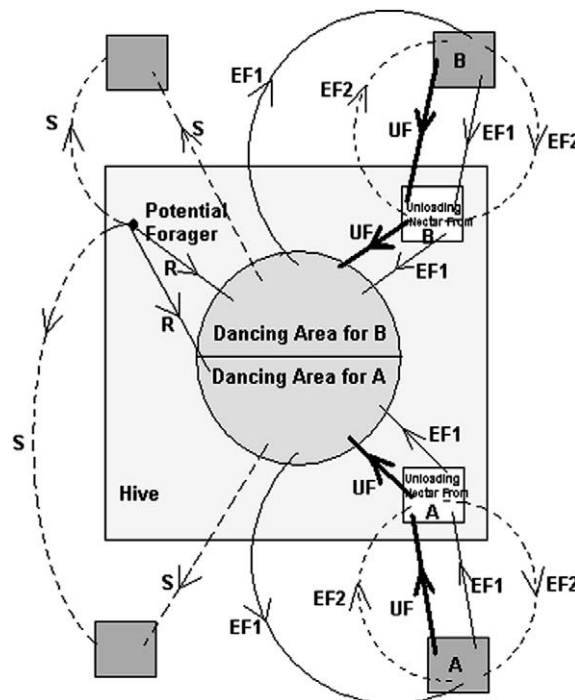 B
EF1
EF2
S
S
UF
EF1
EF2
Potential
Forager
Unloading
Nectar From
B
UF
EF1
R
R
Dancing Area for B
Dancing Area for A
S
EF1
Unloading
Nectar From
A
UF
Hive
S
EF1
EF2
UF
EF1
EF2
A